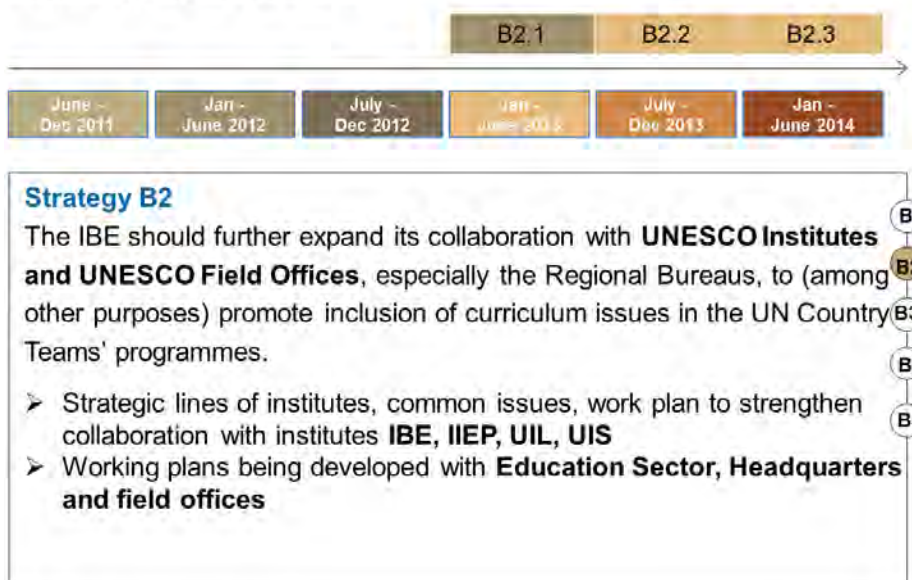 B2.1 B2.2 B2.3
June - Jan - July - Jan - July - Jan -
Dec 2011 June 2012 Dec 2012 June 2013 Dec 2013 June 2014
Strategy B2
The IBE should further expand its collaboration with UNESCO Institutes
and UNESCO Field Offices, especially the Regional Bureaus, to (among
other purposes) promote inclusion of curriculum issues in the UN Country
Teams' programmes.
➤ Strategic lines of institutes, common issues, work plan to strengthen
collaboration with institutes IBE, IIEP, UIL, UIS
➤ Working plans being developed with Education Sector, Headquarters
and field offices
B
B2
B3
B
B